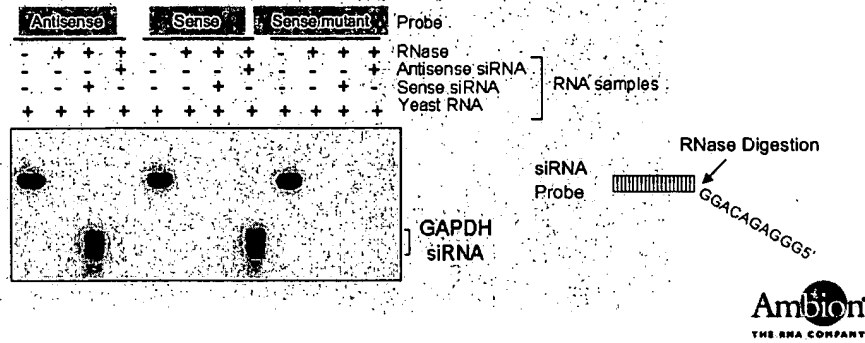 Antisense Sense Sense mutant Probe
- + + + - + + + - + + + RNase
- - - + - - - + - - - + Antisense siRNA
- - + - - - + - - - + - Sense siRNA
+ + + + + + + + + + + + Yeast RNA
RNA samples
GAPDH
siRNA
RNase Digestion
siRNA
Probe
GGACAGAGGG5'
Ambion
THE RNA COMPANY